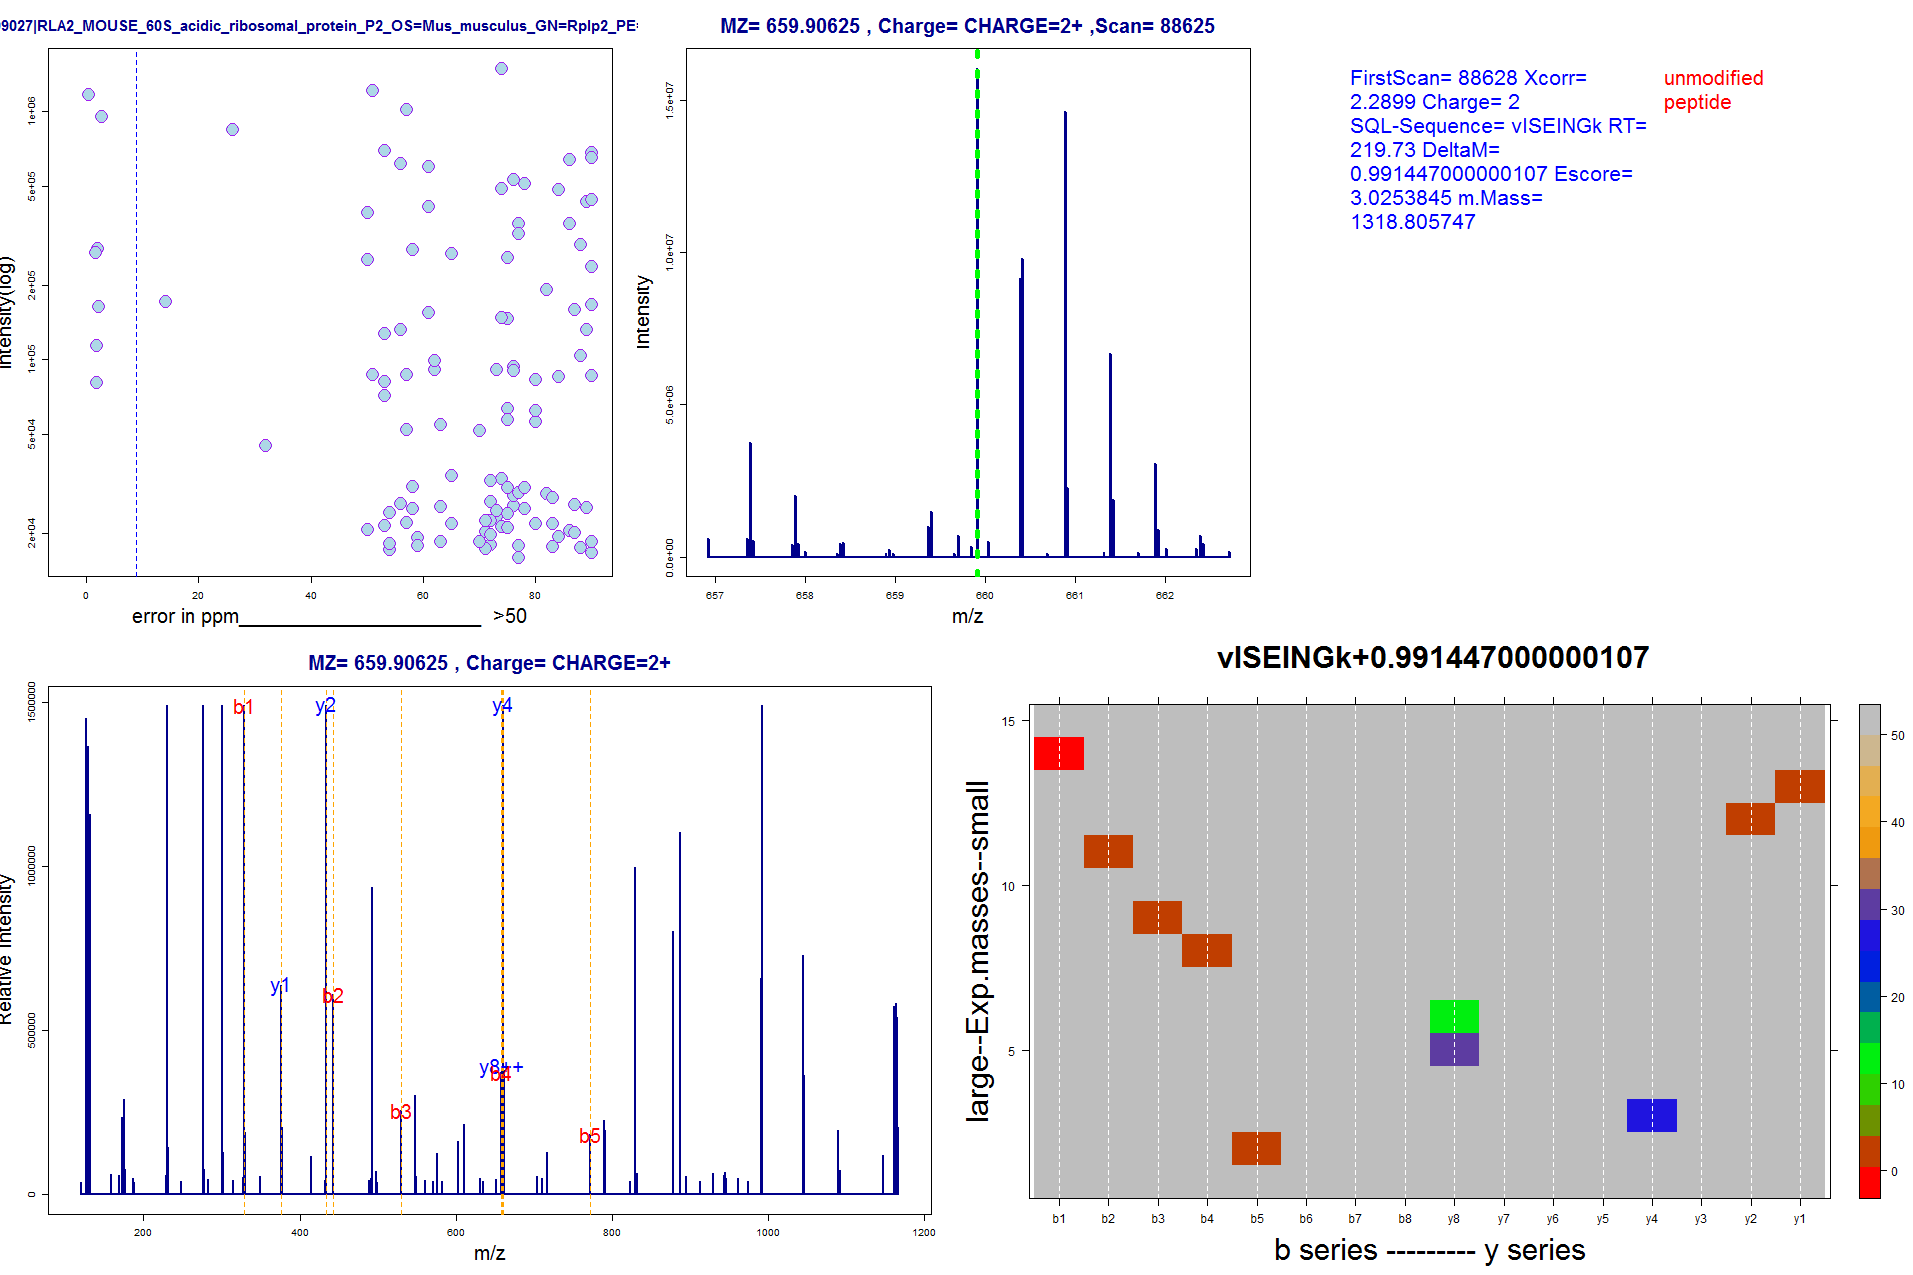 9027|RLA2_MOUSE_60S_acidic_ribosomal_protein_P2_OS=Mus_musculus_GN=Rplp2_PE=
1e+06
5e+05
2e+05
1e+05
5e+04
2e+04
Intensity(log)
0 20 40 60 80
error in ppm______________________ >50
MZ= 659.90625 , Charge= CHARGE=2+ ,Scan= 88625
1.5e+07
1.0e+07
5.0e+06
0.0e+00
Intensity
657 658 659 660 661 662
m/z
FirstScan= 88628 Xcorr=
2.2899 Charge= 2
SQL-Sequence= vISEINGk RT=
219.73 DeltaM=
0.991447000000107 Escore=
3.0253845 m.Mass=
1318.805747
unmodified
peptide
MZ= 659.90625 , Charge= CHARGE=2+
1500000
1000000
500000
0
Relative Intensity
b1
y2
y4
y1
b2
y8++
b4
b3
b5
200 400 600 800 1000 1200
m/z
vISEINGk+0.991447000000107
15
10
5
large--Exp.masses--small
b1 b2 b3 b4 b5 b6 b7 b8 y8 y7 y6 y5 y4 y3 y2 y1
b series --------- y series
50
40
30
20
10
0